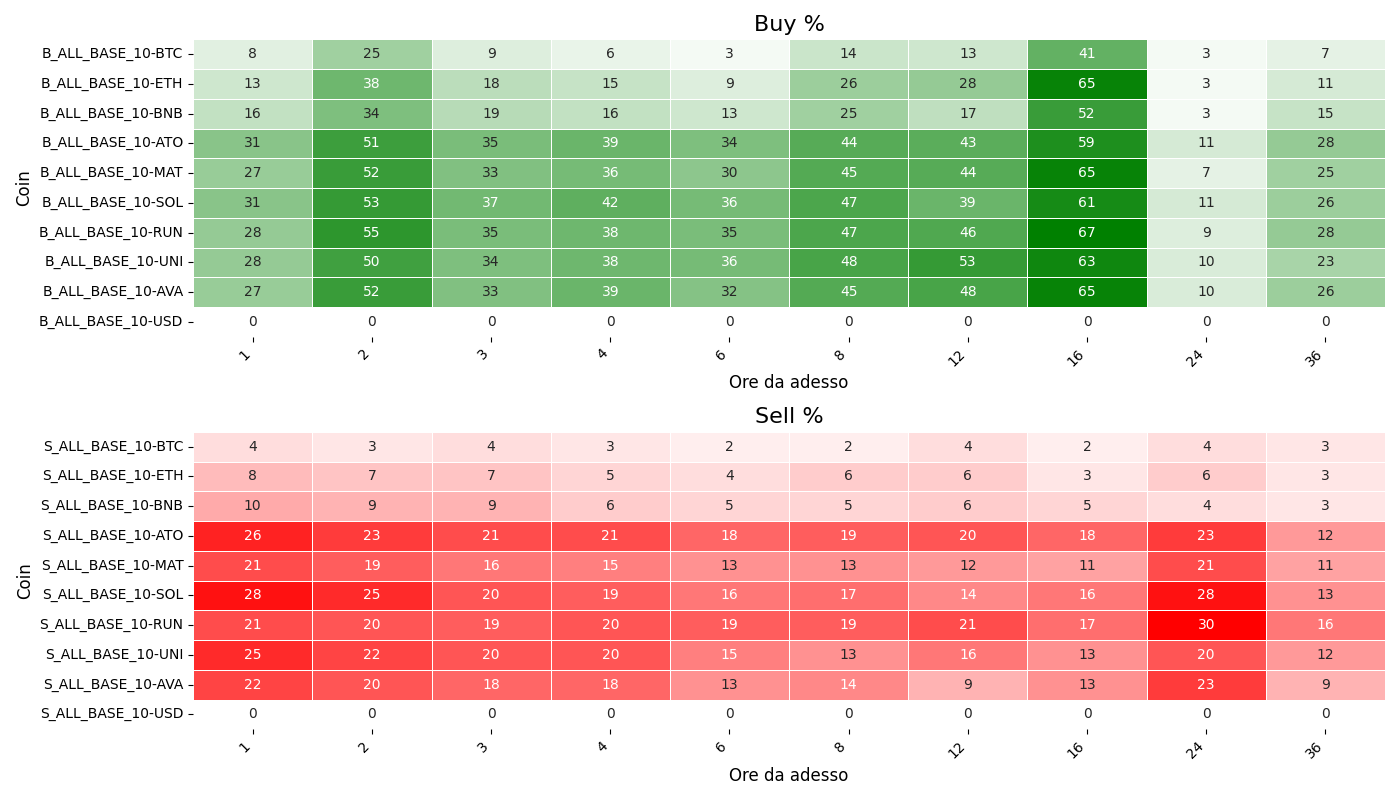 Buy %
Coin
B_ALL_BASE_10-BTC 8 25 9 6 3 14 13 41 3 7
B_ALL_BASE_10-ETH 13 38 18 15 9 26 28 65 3 11
B_ALL_BASE_10-BNB 16 34 19 16 13 25 17 52 3 15
B_ALL_BASE_10-ATO 31 51 35 39 34 44 43 59 11 28
B_ALL_BASE_10-MAT 27 52 33 36 30 45 44 65 7 25
B_ALL_BASE_10-SOL 31 53 37 42 36 47 39 61 11 26
B_ALL_BASE_10-RUN 28 55 35 38 35 47 46 67 9 28
B_ALL_BASE_10-UNI 28 50 34 38 36 48 53 63 10 23
B_ALL_BASE_10-AVA 27 52 33 39 32 45 48 65 10 26
B_ALL_BASE_10-USD 0 0 0 0 0 0 0 0 0 0
1 2 3 4 6 8 12 16 24 36
Ore da adesso
Sell %
Coin
S_ALL_BASE_10-BTC 4 3 4 3 2 2 4 2 4 3
S_ALL_BASE_10-ETH 8 7 7 5 4 6 6 3 6 3
S_ALL_BASE_10-BNB 10 9 9 6 5 5 6 5 4 3
S_ALL_BASE_10-ATO 26 23 21 21 18 19 20 18 23 12
S_ALL_BASE_10-MAT 21 19 16 15 13 13 12 11 21 11
S_ALL_BASE_10-SOL 28 25 20 19 16 17 14 16 28 13
S_ALL_BASE_10-RUN 21 20 19 20 19 19 21 17 30 16
S_ALL_BASE_10-UNI 25 22 20 20 15 13 16 13 20 12
S_ALL_BASE_10-AVA 22 20 18 18 13 14 9 13 23 9
S_ALL_BASE_10-USD 0 0 0 0 0 0 0 0 0 0
1 2 3 4 6 8 12 16 24 36
Ore da adesso